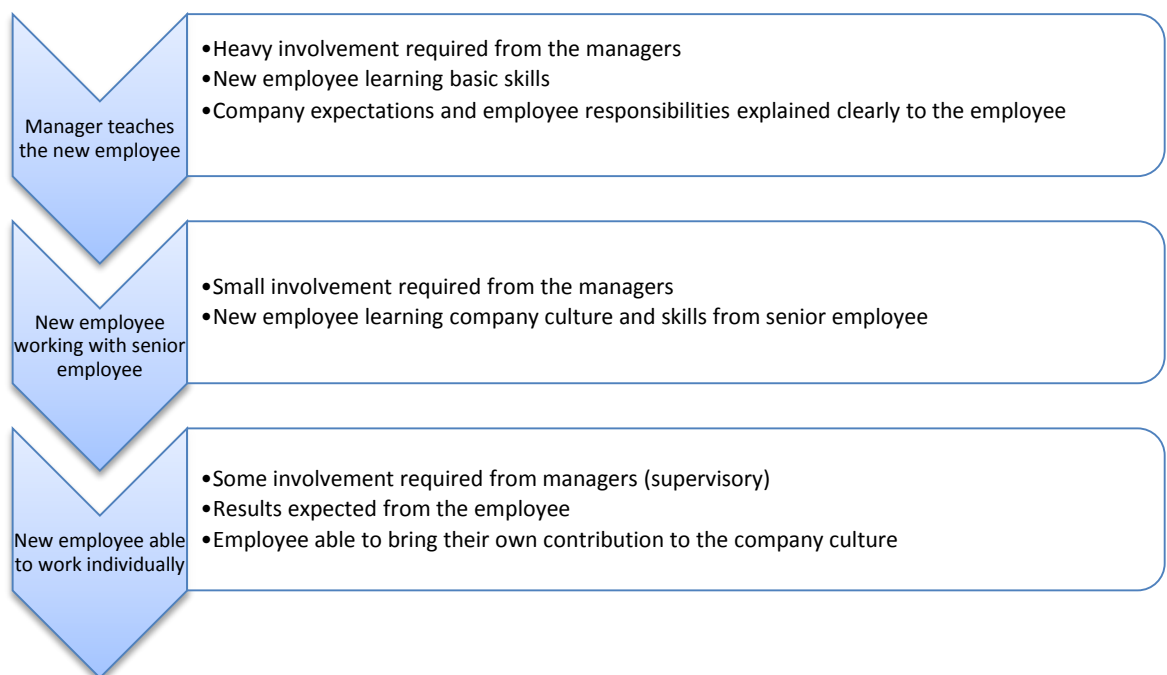 Manager teaches
the new employee
•Heavy involvement required from the managers
•New employee learning basic skills
•Company expectations and employee responsibilities explained clearly to the employee
New employee
working with senior
employee
•Small involvement required from the managers
•New employee learning company culture and skills from senior employee
New employee able
to work individually
•Some involvement required from managers (supervisory)
•Results expected from the employee
•Employee able to bring their own contribution to the company culture